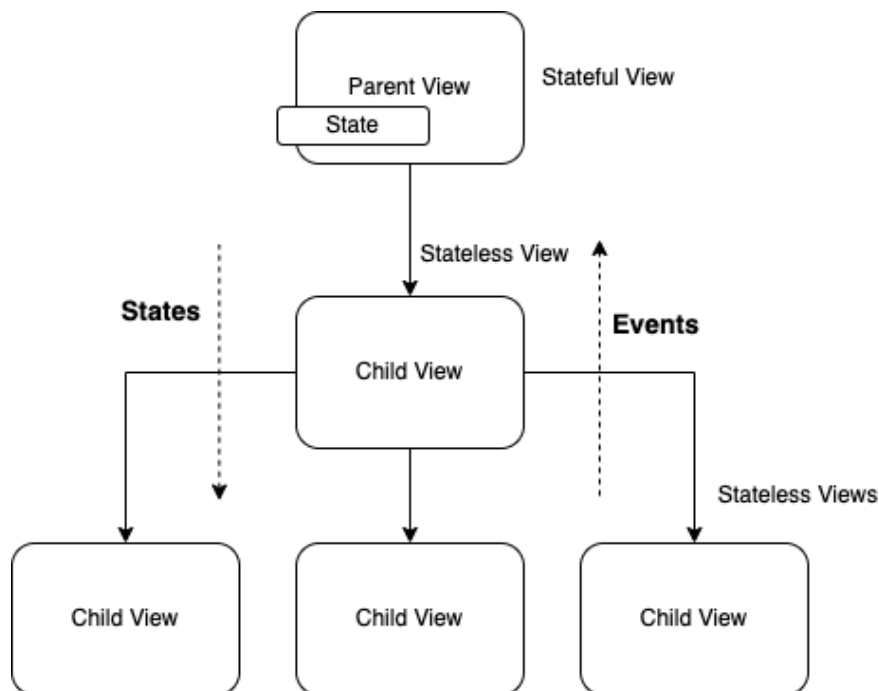 Parent View
Stateful View
State
Stateless View
States
Events
Child View
Stateless Views
Child View
Child View
Child View